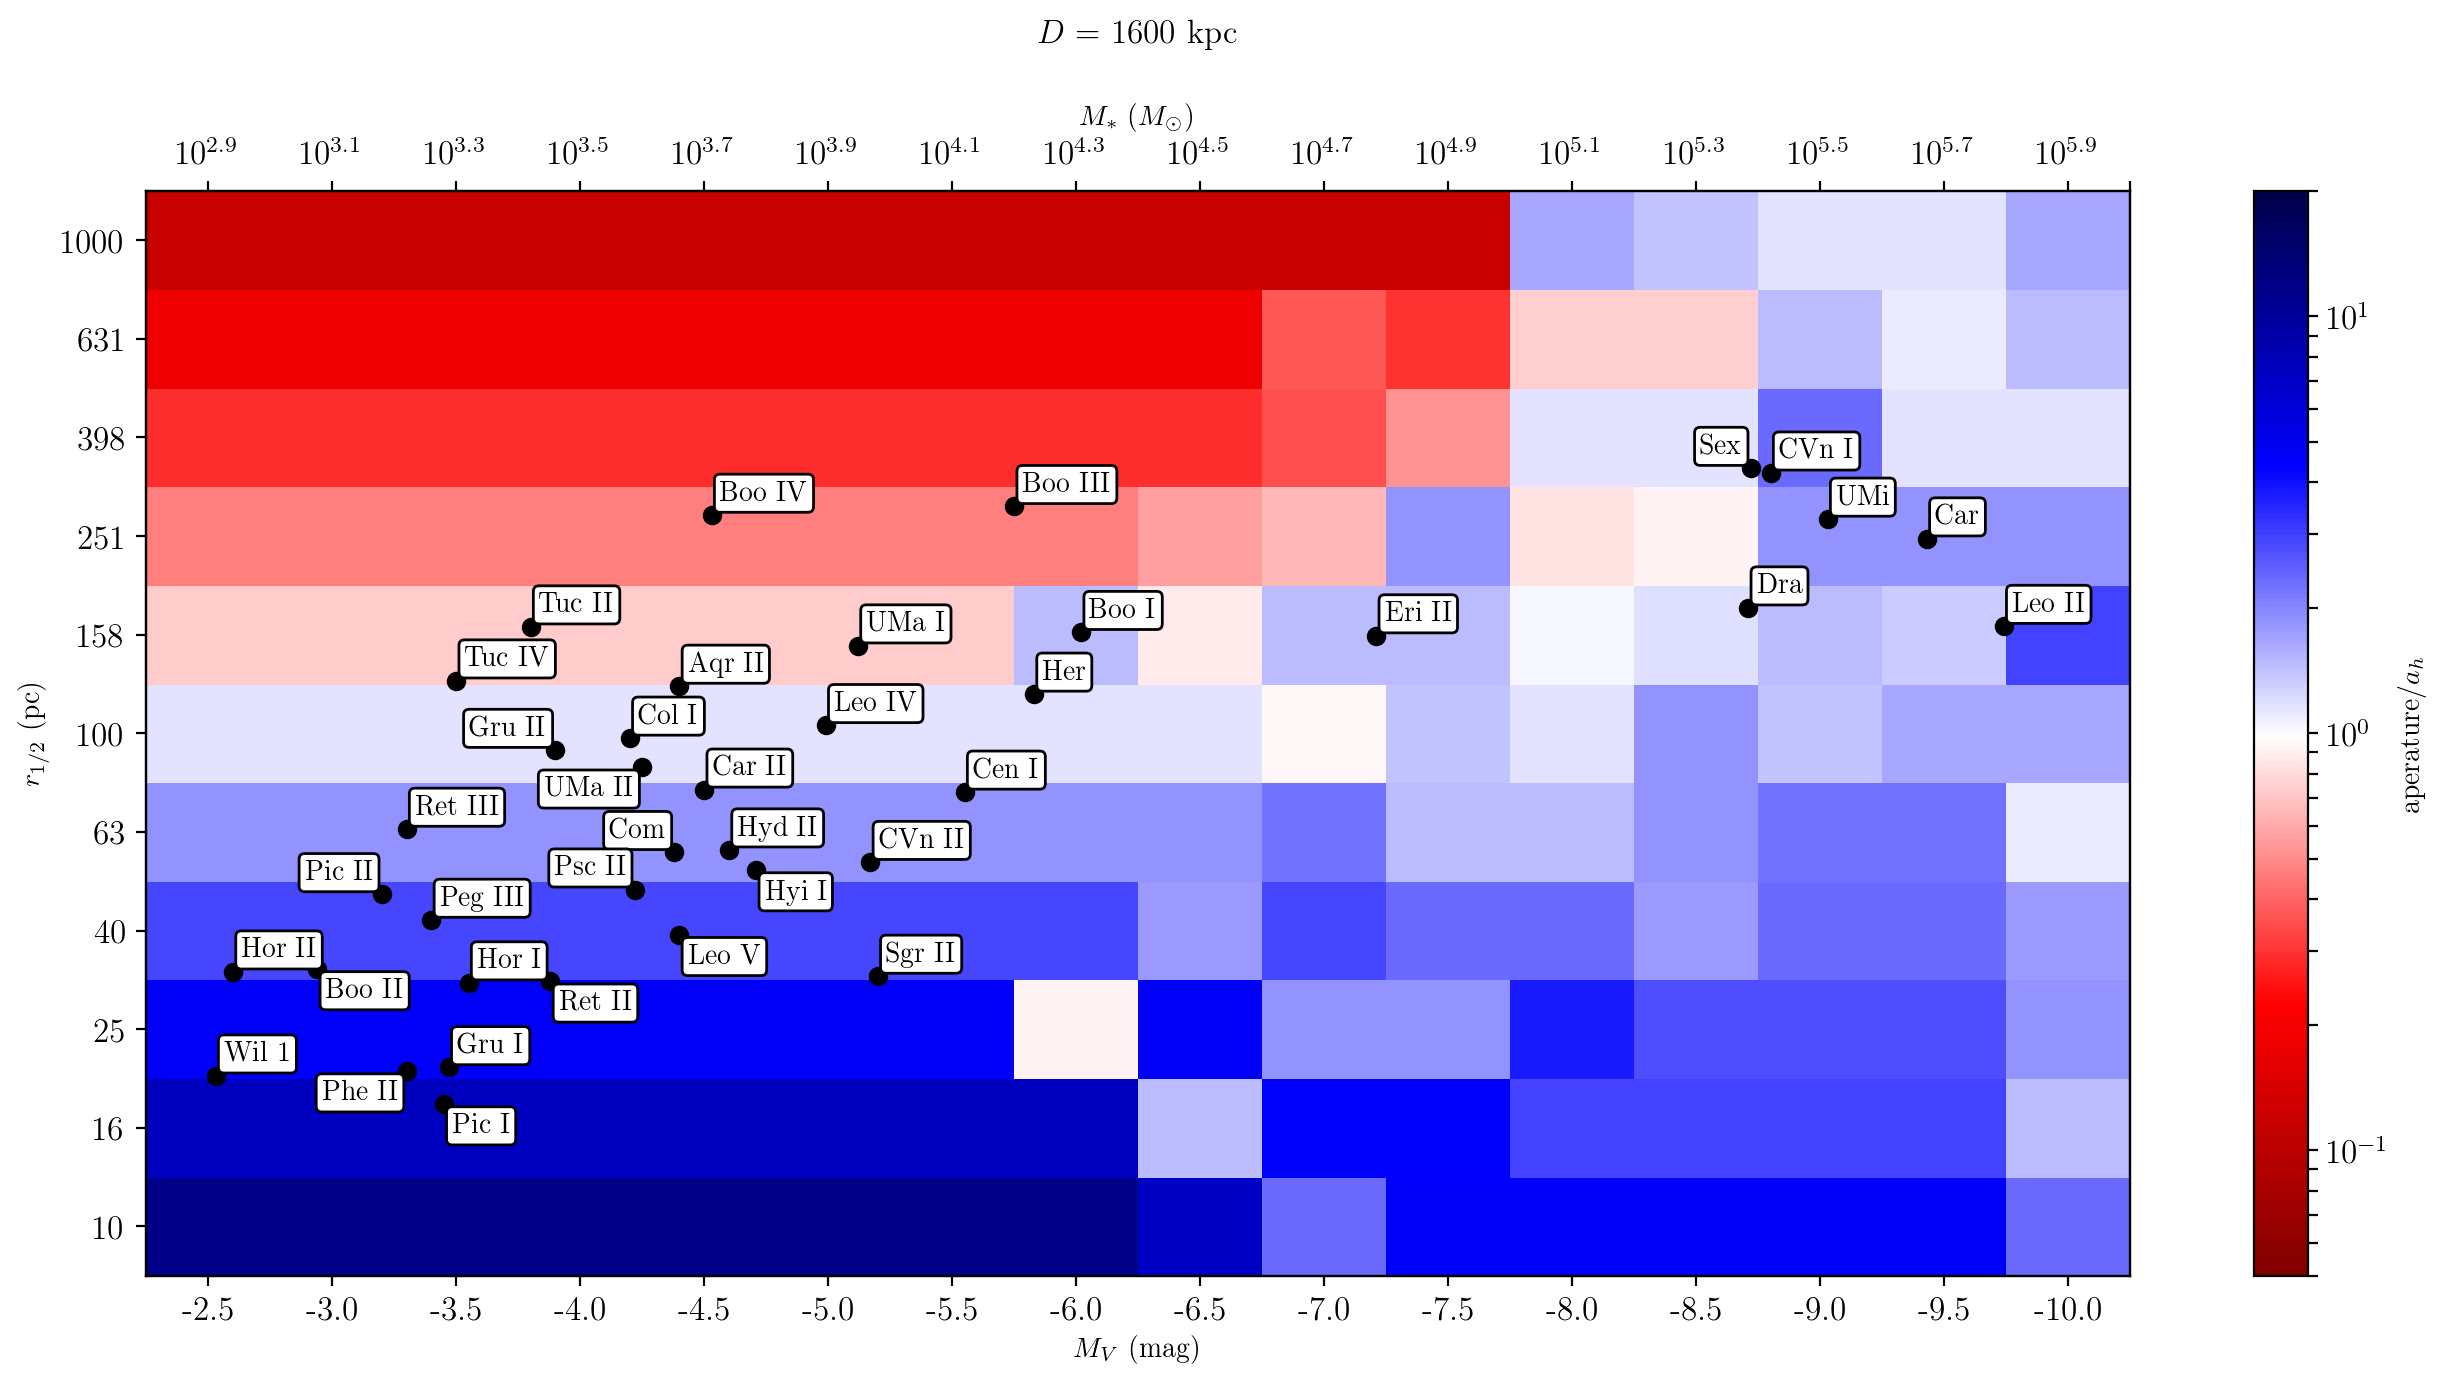 D = 1600 kpc
M* (M⊙)
10^2.9 10^3.1 10^3.3 10^3.5 10^3.7 10^3.9 10^4.1 10^4.3 10^4.5 10^4.7 10^4.9 10^5.1 10^5.3 10^5.5 10^5.7 10^5.9
1000
631
398
251
158
100
63
40
25
16
10
r1/2 (pc)
Sex
CVn I
Boo IV
Boo III
UMi
Car
Dra
Tuc II
Boo I
Leo II
Eri II
UMa I
Tuc IV
Aqr II
Her
Leo IV
Col I
Gru II
Car II
Cen I
UMa II
Ret III
Com
Hyd II
CVn II
Psc II
Pic II
Hyi I
Peg III
Hor II
Leo V
Sgr II
Hor I
Boo II
Ret II
Gru I
Wil 1
Phe II
Pic I
-2.5 -3.0 -3.5 -4.0 -4.5 -5.0 -5.5 -6.0 -6.5 -7.0 -7.5 -8.0 -8.5 -9.0 -9.5 -10.0
MV (mag)
10^1
10^0
10^−1
aperature/ah